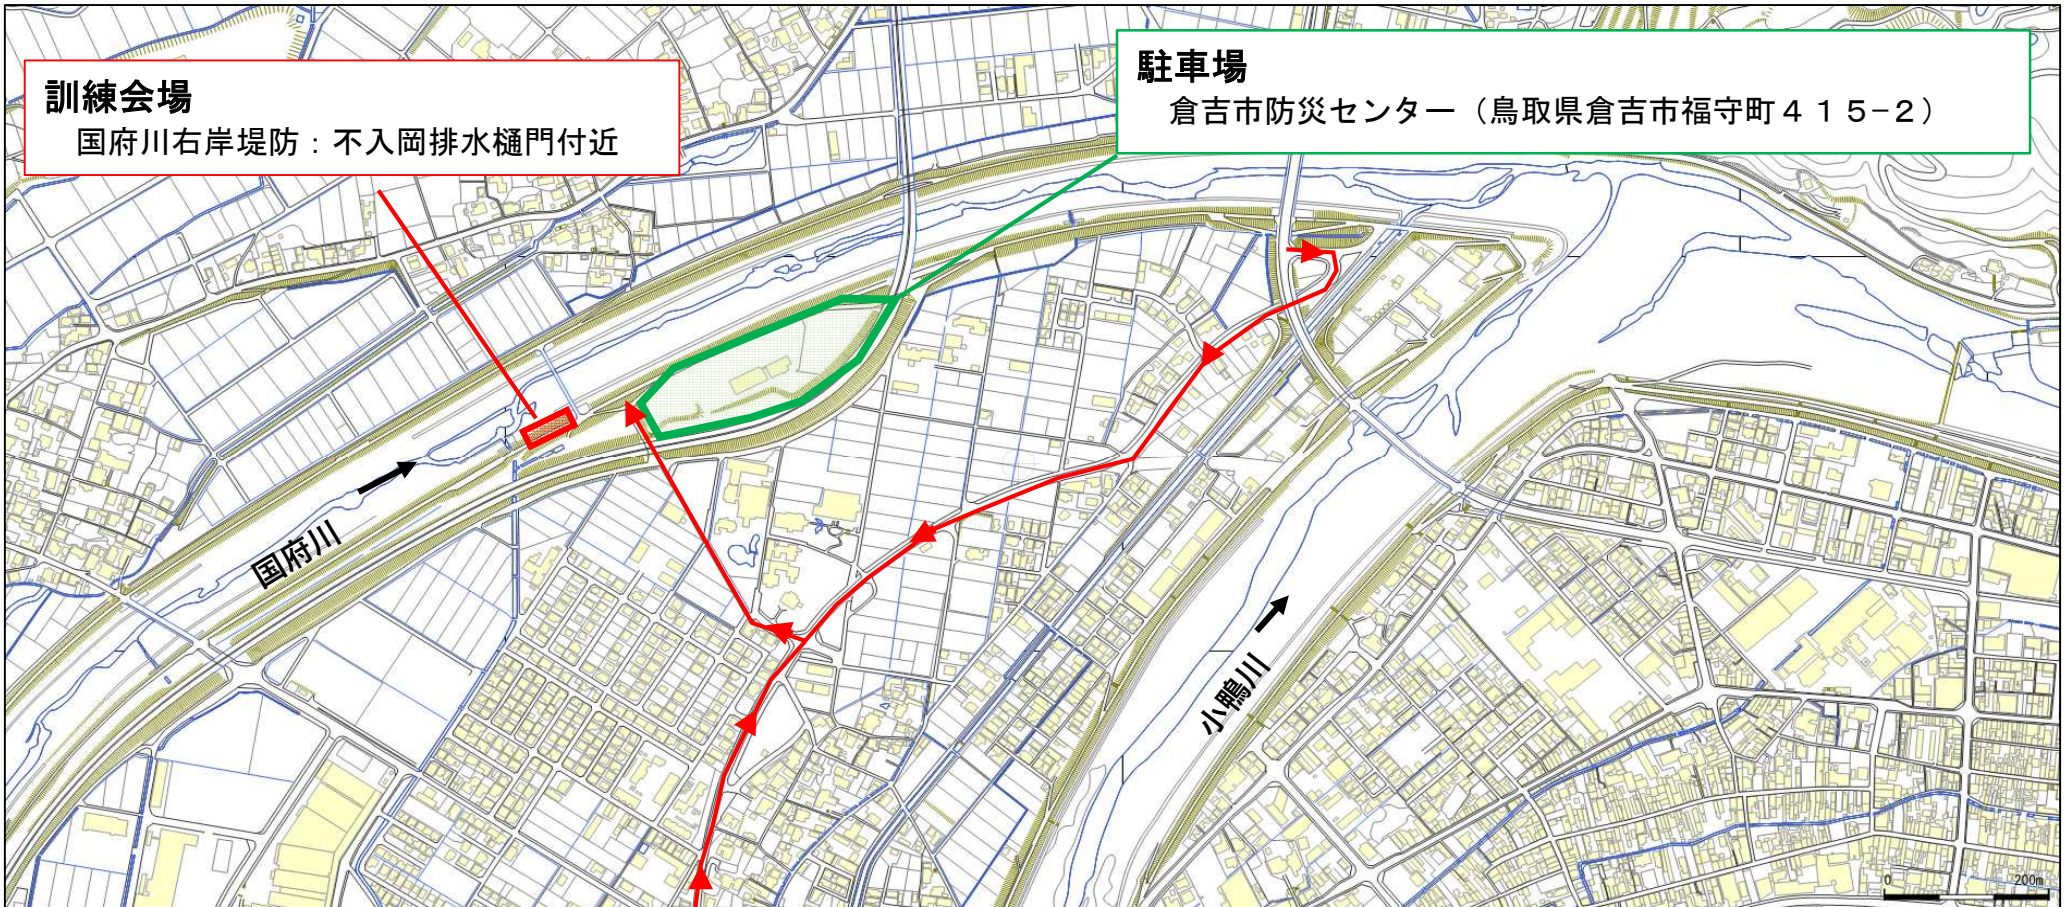 訓練会場
国府川右岸堤防：不入岡排水樋門付近
駐車場
倉吉市防災センター（鳥取県倉吉市福守町４１５−２）
国府川
小鴨川
0 200m